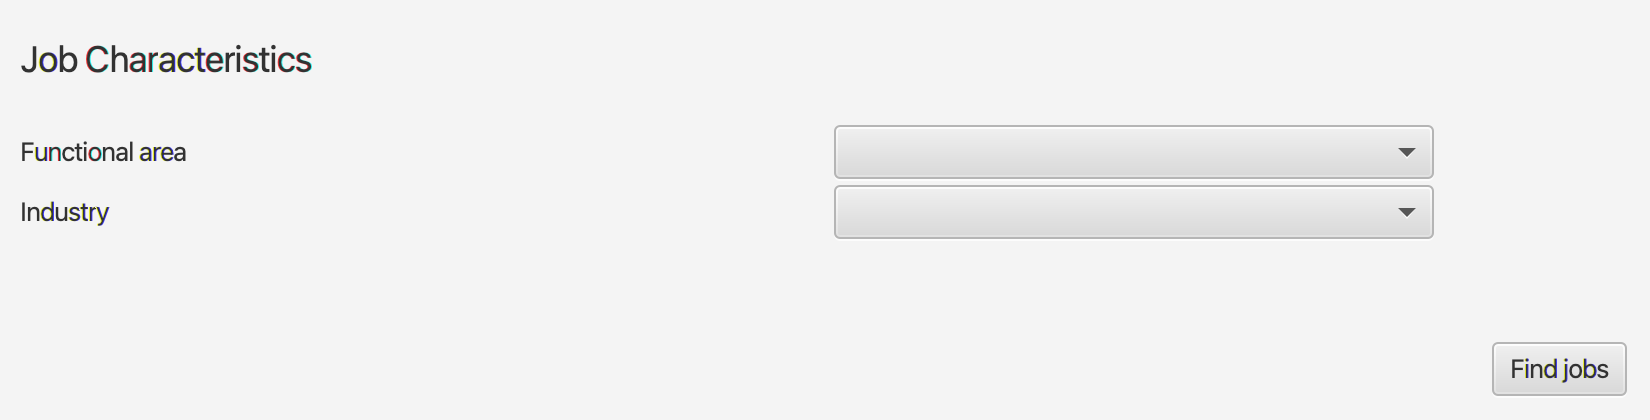 Job Characteristics
Functional area
Industry
Find jobs